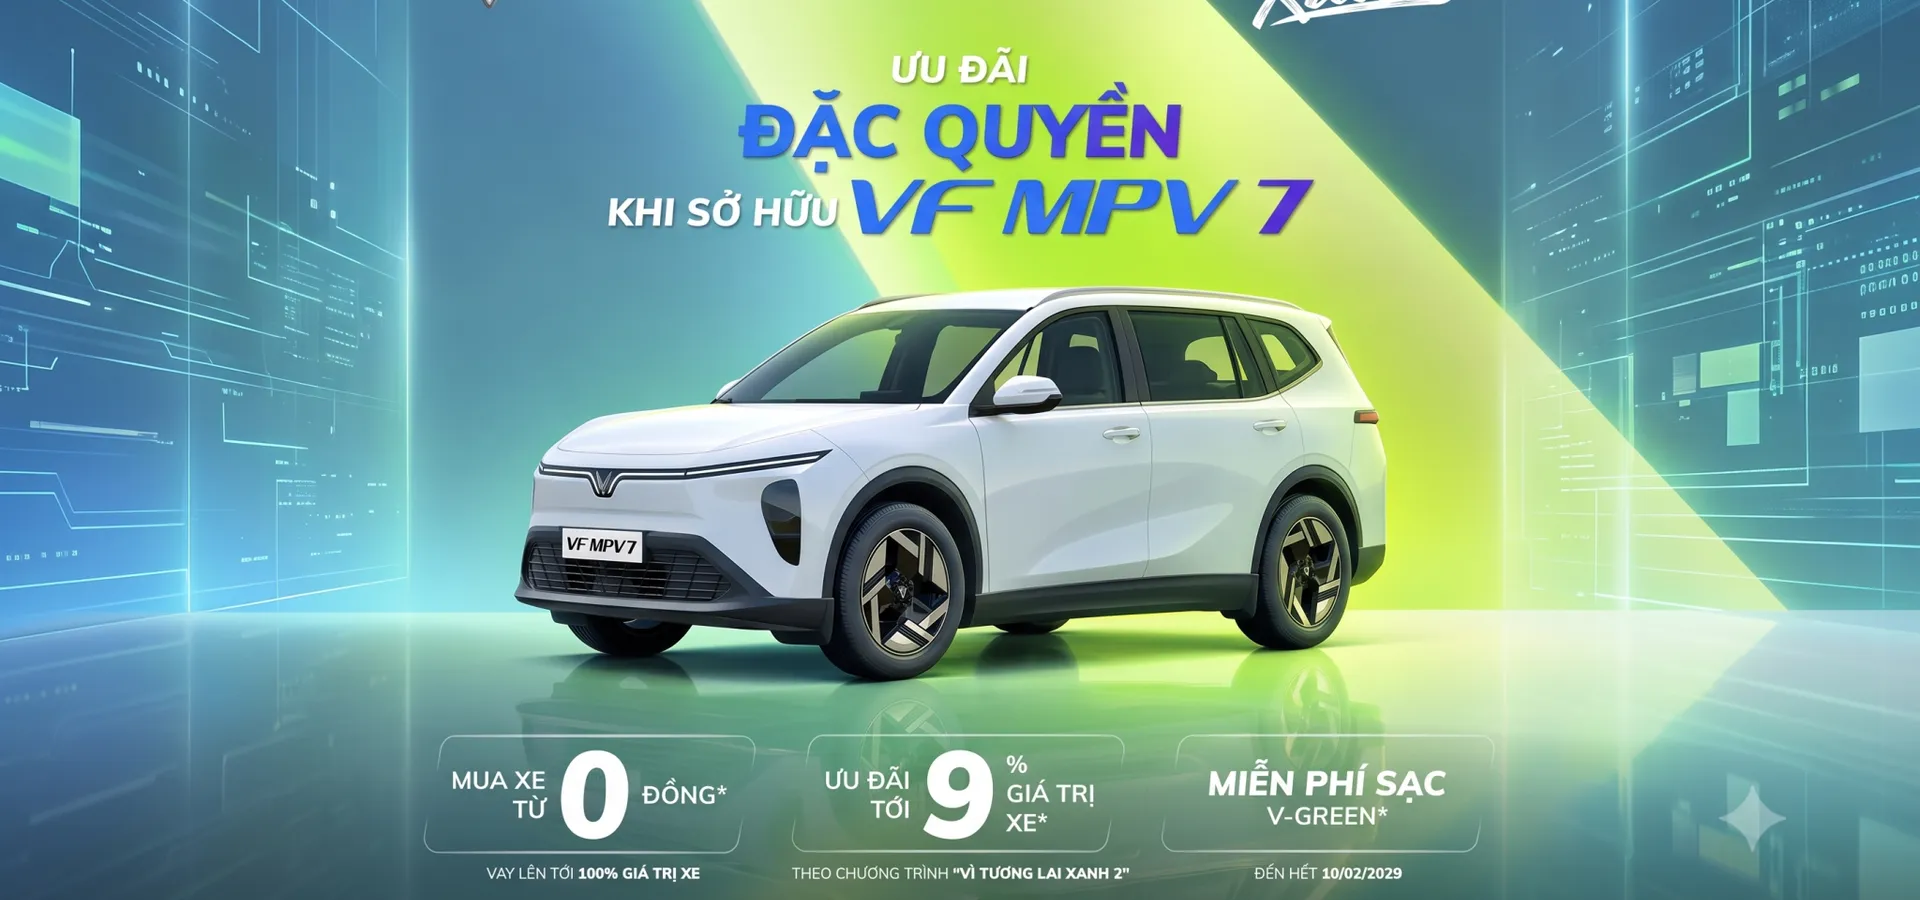 ƯU ĐÃI
ĐẶC QUYỀN
KHI SỞ HỮU VF MPV 7
VF MPV7
MUA XE TỪ 0 ĐỒNG*
VAY LÊN TỚI 100% GIÁ TRỊ XE
ƯU ĐÃI TỚI 9% GIÁ TRỊ XE*
THEO CHƯƠNG TRÌNH "VÌ TƯƠNG LAI XANH 2"
MIỄN PHÍ SẠC
V-GREEN*
ĐẾN HẾT 10/02/2029